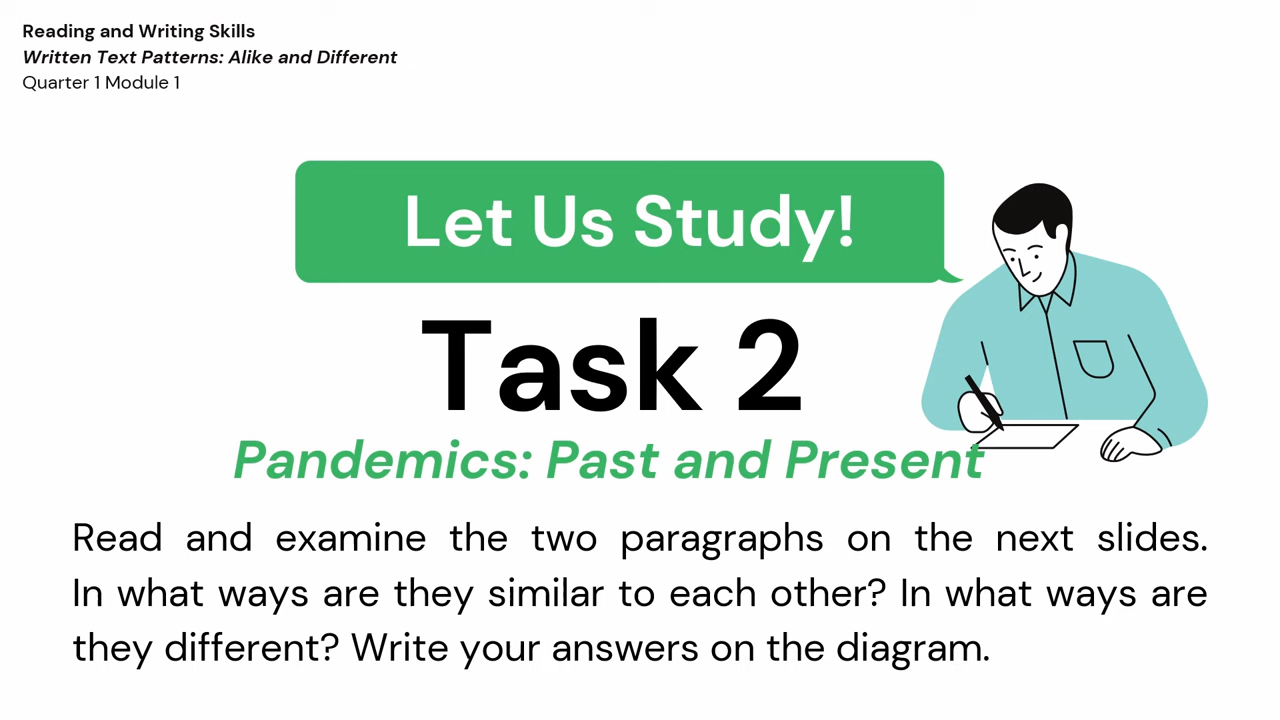 Reading and Writing Skills
Written Text Patterns: Alike and Different
Quarter 1 Module 1
Let Us Study!
Task 2
Pandemics: Past and Present
Read and examine the two paragraphs on the next slides.
In what ways are they similar to each other? In what ways are
they different? Write your answers on the diagram.